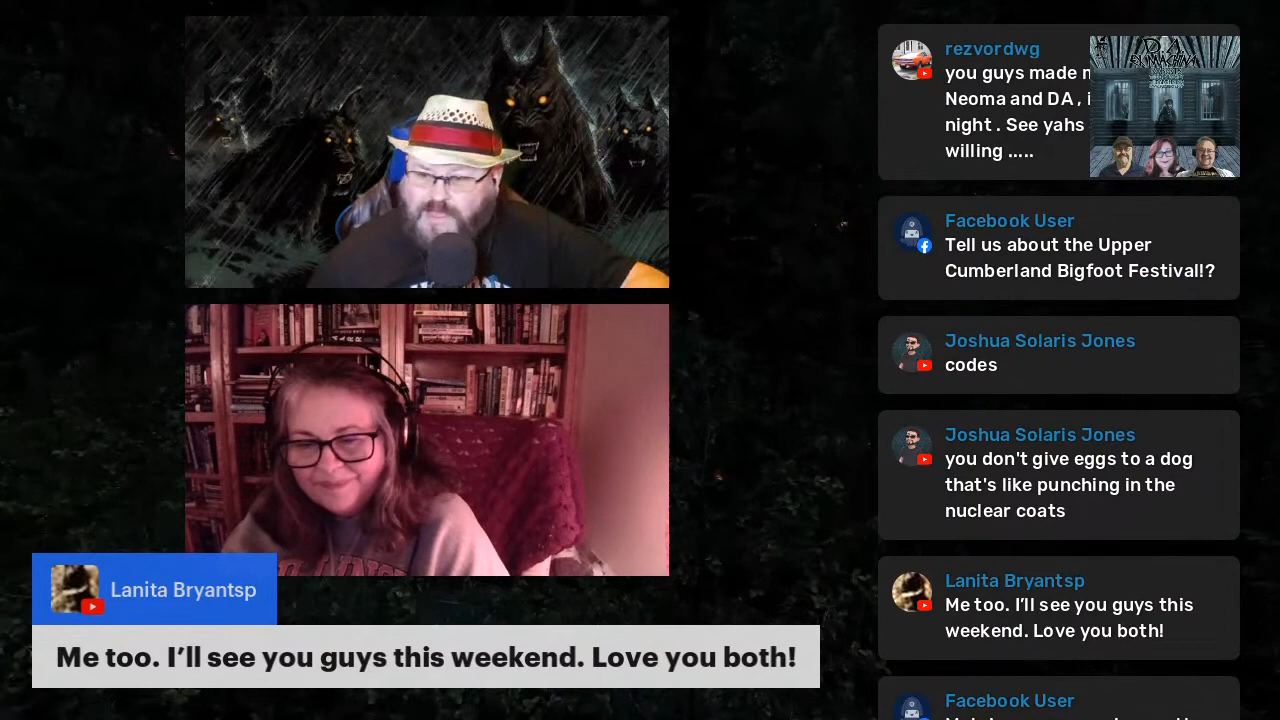 rezvordwg
you guys made
Neoma and DA ,
night . See yahs
willing .....
Facebook User
Tell us about the Upper
Cumberland Bigfoot Festival!?
Joshua Solaris Jones
codes
Joshua Solaris Jones
you don't give eggs to a dog
that's like punching in the
nuclear coats
Lanita Bryantsp
Me too. I'll see you guys this
weekend. Love you both!
Facebook User
Lanita Bryantsp
Me too. I’ll see you guys this weekend. Love you both!